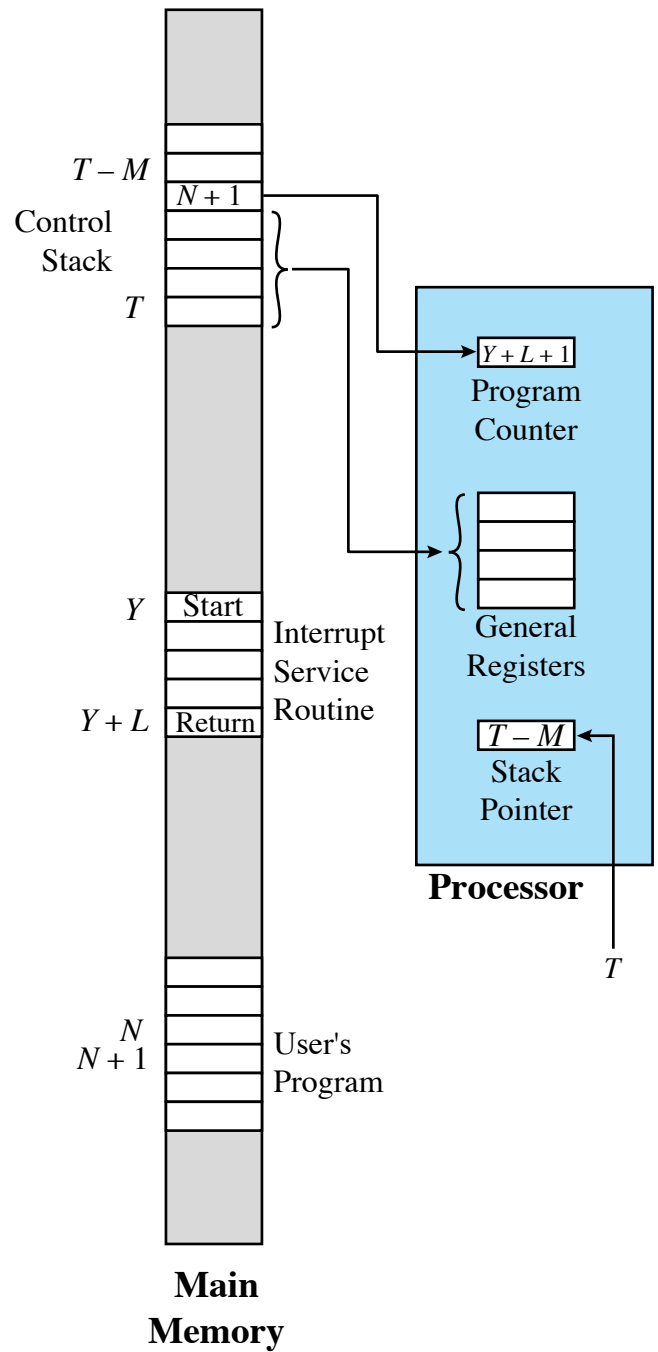 T – M
N + 1
Control
Stack
T
Y + L + 1
Program
Counter
Y
Start
Interrupt
Service
Routine
General
Registers
Y + L
Return
T – M
Stack
Pointer
Processor
T
N
N + 1
User's
Program
Main
Memory